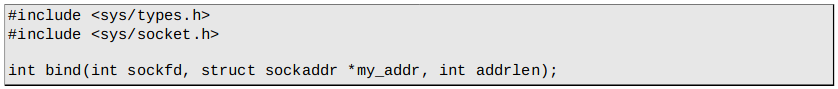 #include <sys/types.h>
#include <sys/socket.h>
int bind(int sockfd, struct sockaddr *my_addr, int addrlen);